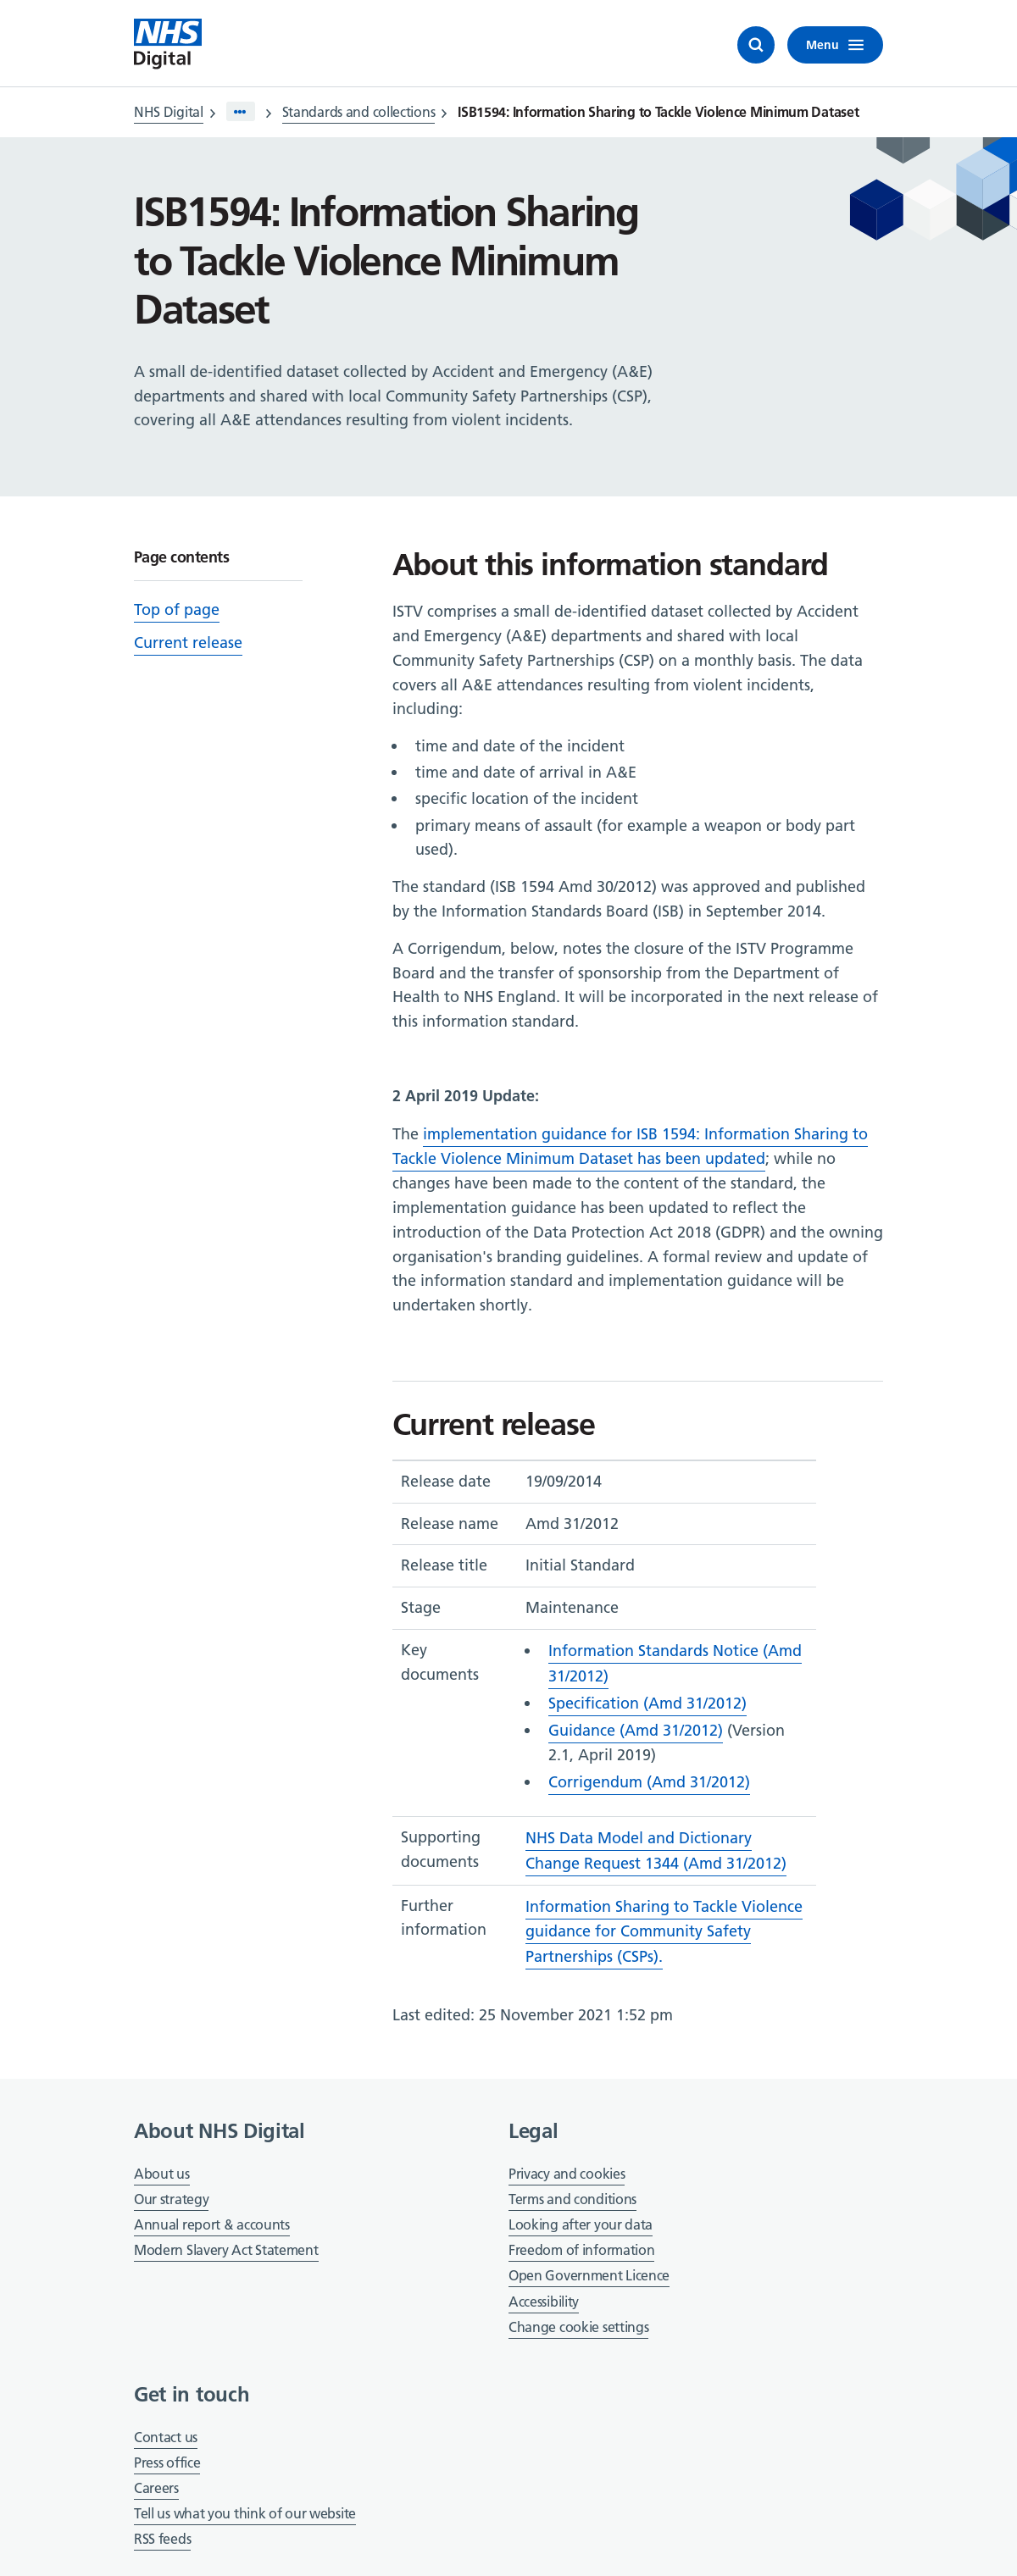 NHS
Digital
Menu
NHS Digital
Standards and collections
ISB1594: Information Sharing to Tackle Violence Minimum Dataset
ISB1594: Information Sharing
to Tackle Violence Minimum
Dataset
A small de-identified dataset collected by Accident and Emergency (A&E)
departments and shared with local Community Safety Partnerships (CSP),
covering all A&E attendances resulting from violent incidents.
Page contents
Top of page
Current release
About this information standard
ISTV comprises a small de-identified dataset collected by Accident
and Emergency (A&E) departments and shared with local
Community Safety Partnerships (CSP) on a monthly basis. The data
covers all A&E attendances resulting from violent incidents,
including:
• time and date of the incident
• time and date of arrival in A&E
• specific location of the incident
• primary means of assault (for example a weapon or body part
used).
The standard (ISB 1594 Amd 30/2012) was approved and published
by the Information Standards Board (ISB) in September 2014.
A Corrigendum, below, notes the closure of the ISTV Programme
Board and the transfer of sponsorship from the Department of
Health to NHS England. It will be incorporated in the next release of
this information standard.
2 April 2019 Update:
The implementation guidance for ISB 1594: Information Sharing to
Tackle Violence Minimum Dataset has been updated; while no
changes have been made to the content of the standard, the
implementation guidance has been updated to reflect the
introduction of the Data Protection Act 2018 (GDPR) and the owning
organisation's branding guidelines. A formal review and update of
the information standard and implementation guidance will be
undertaken shortly.
Current release
Release date 19/09/2014
Release name Amd 31/2012
Release title Initial Standard
Stage Maintenance
Key
documents
• Information Standards Notice (Amd
31/2012)
• Specification (Amd 31/2012)
• Guidance (Amd 31/2012) (Version
2.1, April 2019)
• Corrigendum (Amd 31/2012)
Supporting
documents
NHS Data Model and Dictionary
Change Request 1344 (Amd 31/2012)
Further
information
Information Sharing to Tackle Violence
guidance for Community Safety
Partnerships (CSPs).
Last edited: 25 November 2021 1:52 pm
About NHS Digital
About us
Our strategy
Annual report & accounts
Modern Slavery Act Statement
Legal
Privacy and cookies
Terms and conditions
Looking after your data
Freedom of information
Open Government Licence
Accessibility
Change cookie settings
Get in touch
Contact us
Press office
Careers
Tell us what you think of our website
RSS feeds